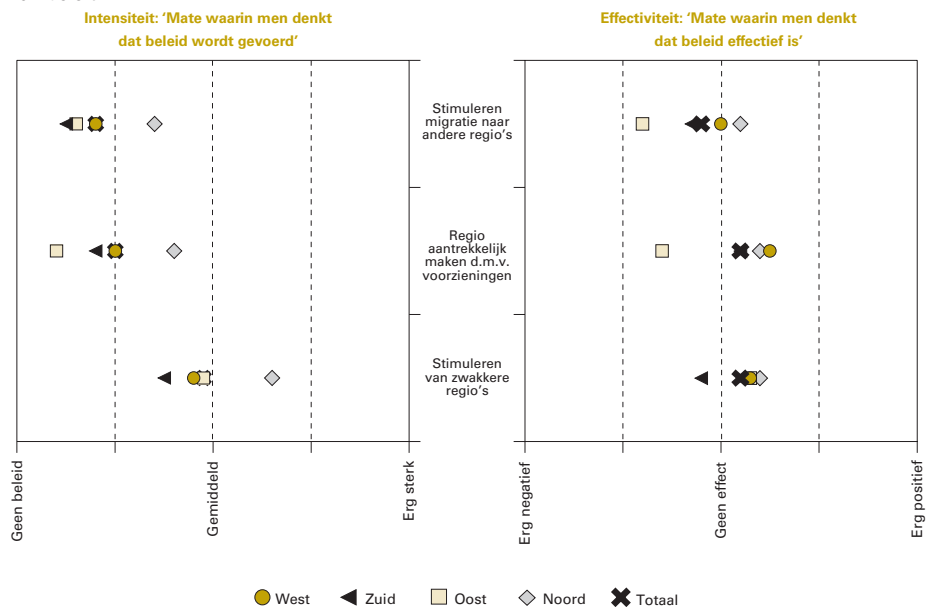 Intensiteit: ‘Mate waarin men denkt
dat beleid wordt gevoerd’
Effectiviteit: ‘Mate waarin men denkt
dat beleid effectief is’
Stimuleren
migratie naar
andere regio's
Regio
aantrekkelijk
maken d.m.v.
voorzieningen
Stimuleren
van zwakkere
regio's
Geen beleid
Gemiddeld
Erg sterk
Erg negatief
Geen effect
Erg positief
West
Zuid
Oost
Noord
Totaal